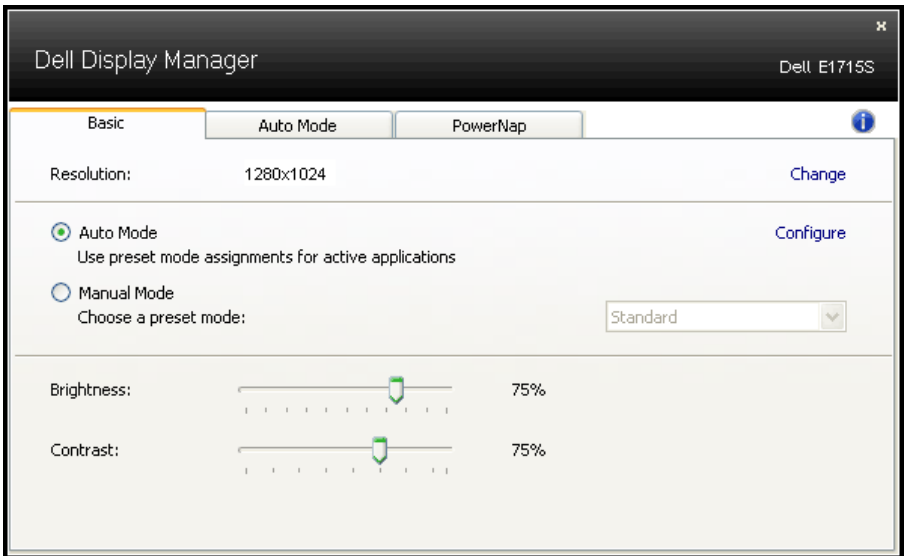 Dell Display Manager
Dell E1715S
Basic
Auto Mode
PowerNap
Resolution: 1280x1024 Change
Auto Mode Configure
Use preset mode assignments for active applications
Manual Mode
Choose a preset mode: Standard
Brightness: 75%
Contrast: 75%